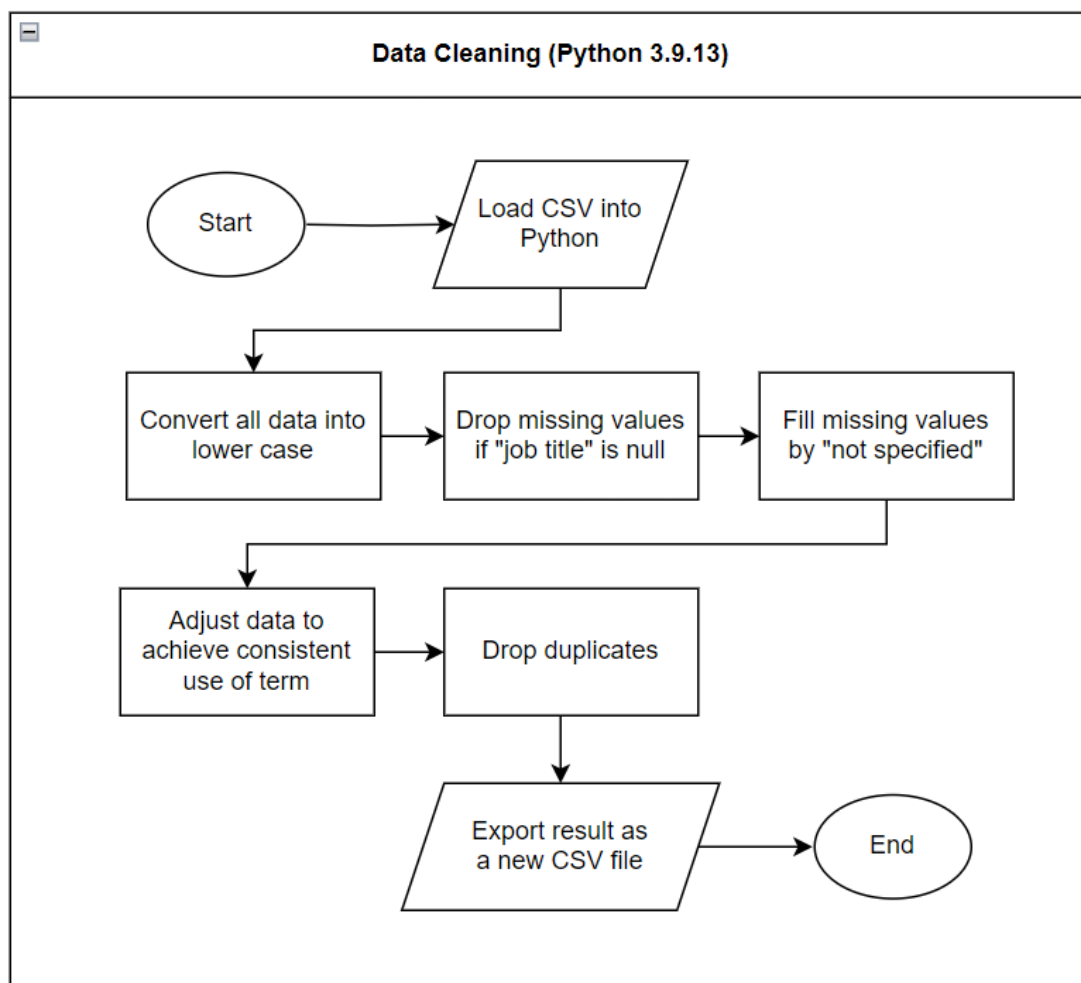 Data Cleaning (Python 3.9.13)
Start
Load CSV into
Python
Convert all data into
lower case
Drop missing values
if "job title" is null
Fill missing values
by "not specified"
Adjust data to
achieve consistent
use of term
Drop duplicates
Export result as
a new CSV file
End